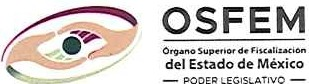 OSFEM
Órgano Superior de Fiscalización
del Estado de México
PODER LEGISLATIVO